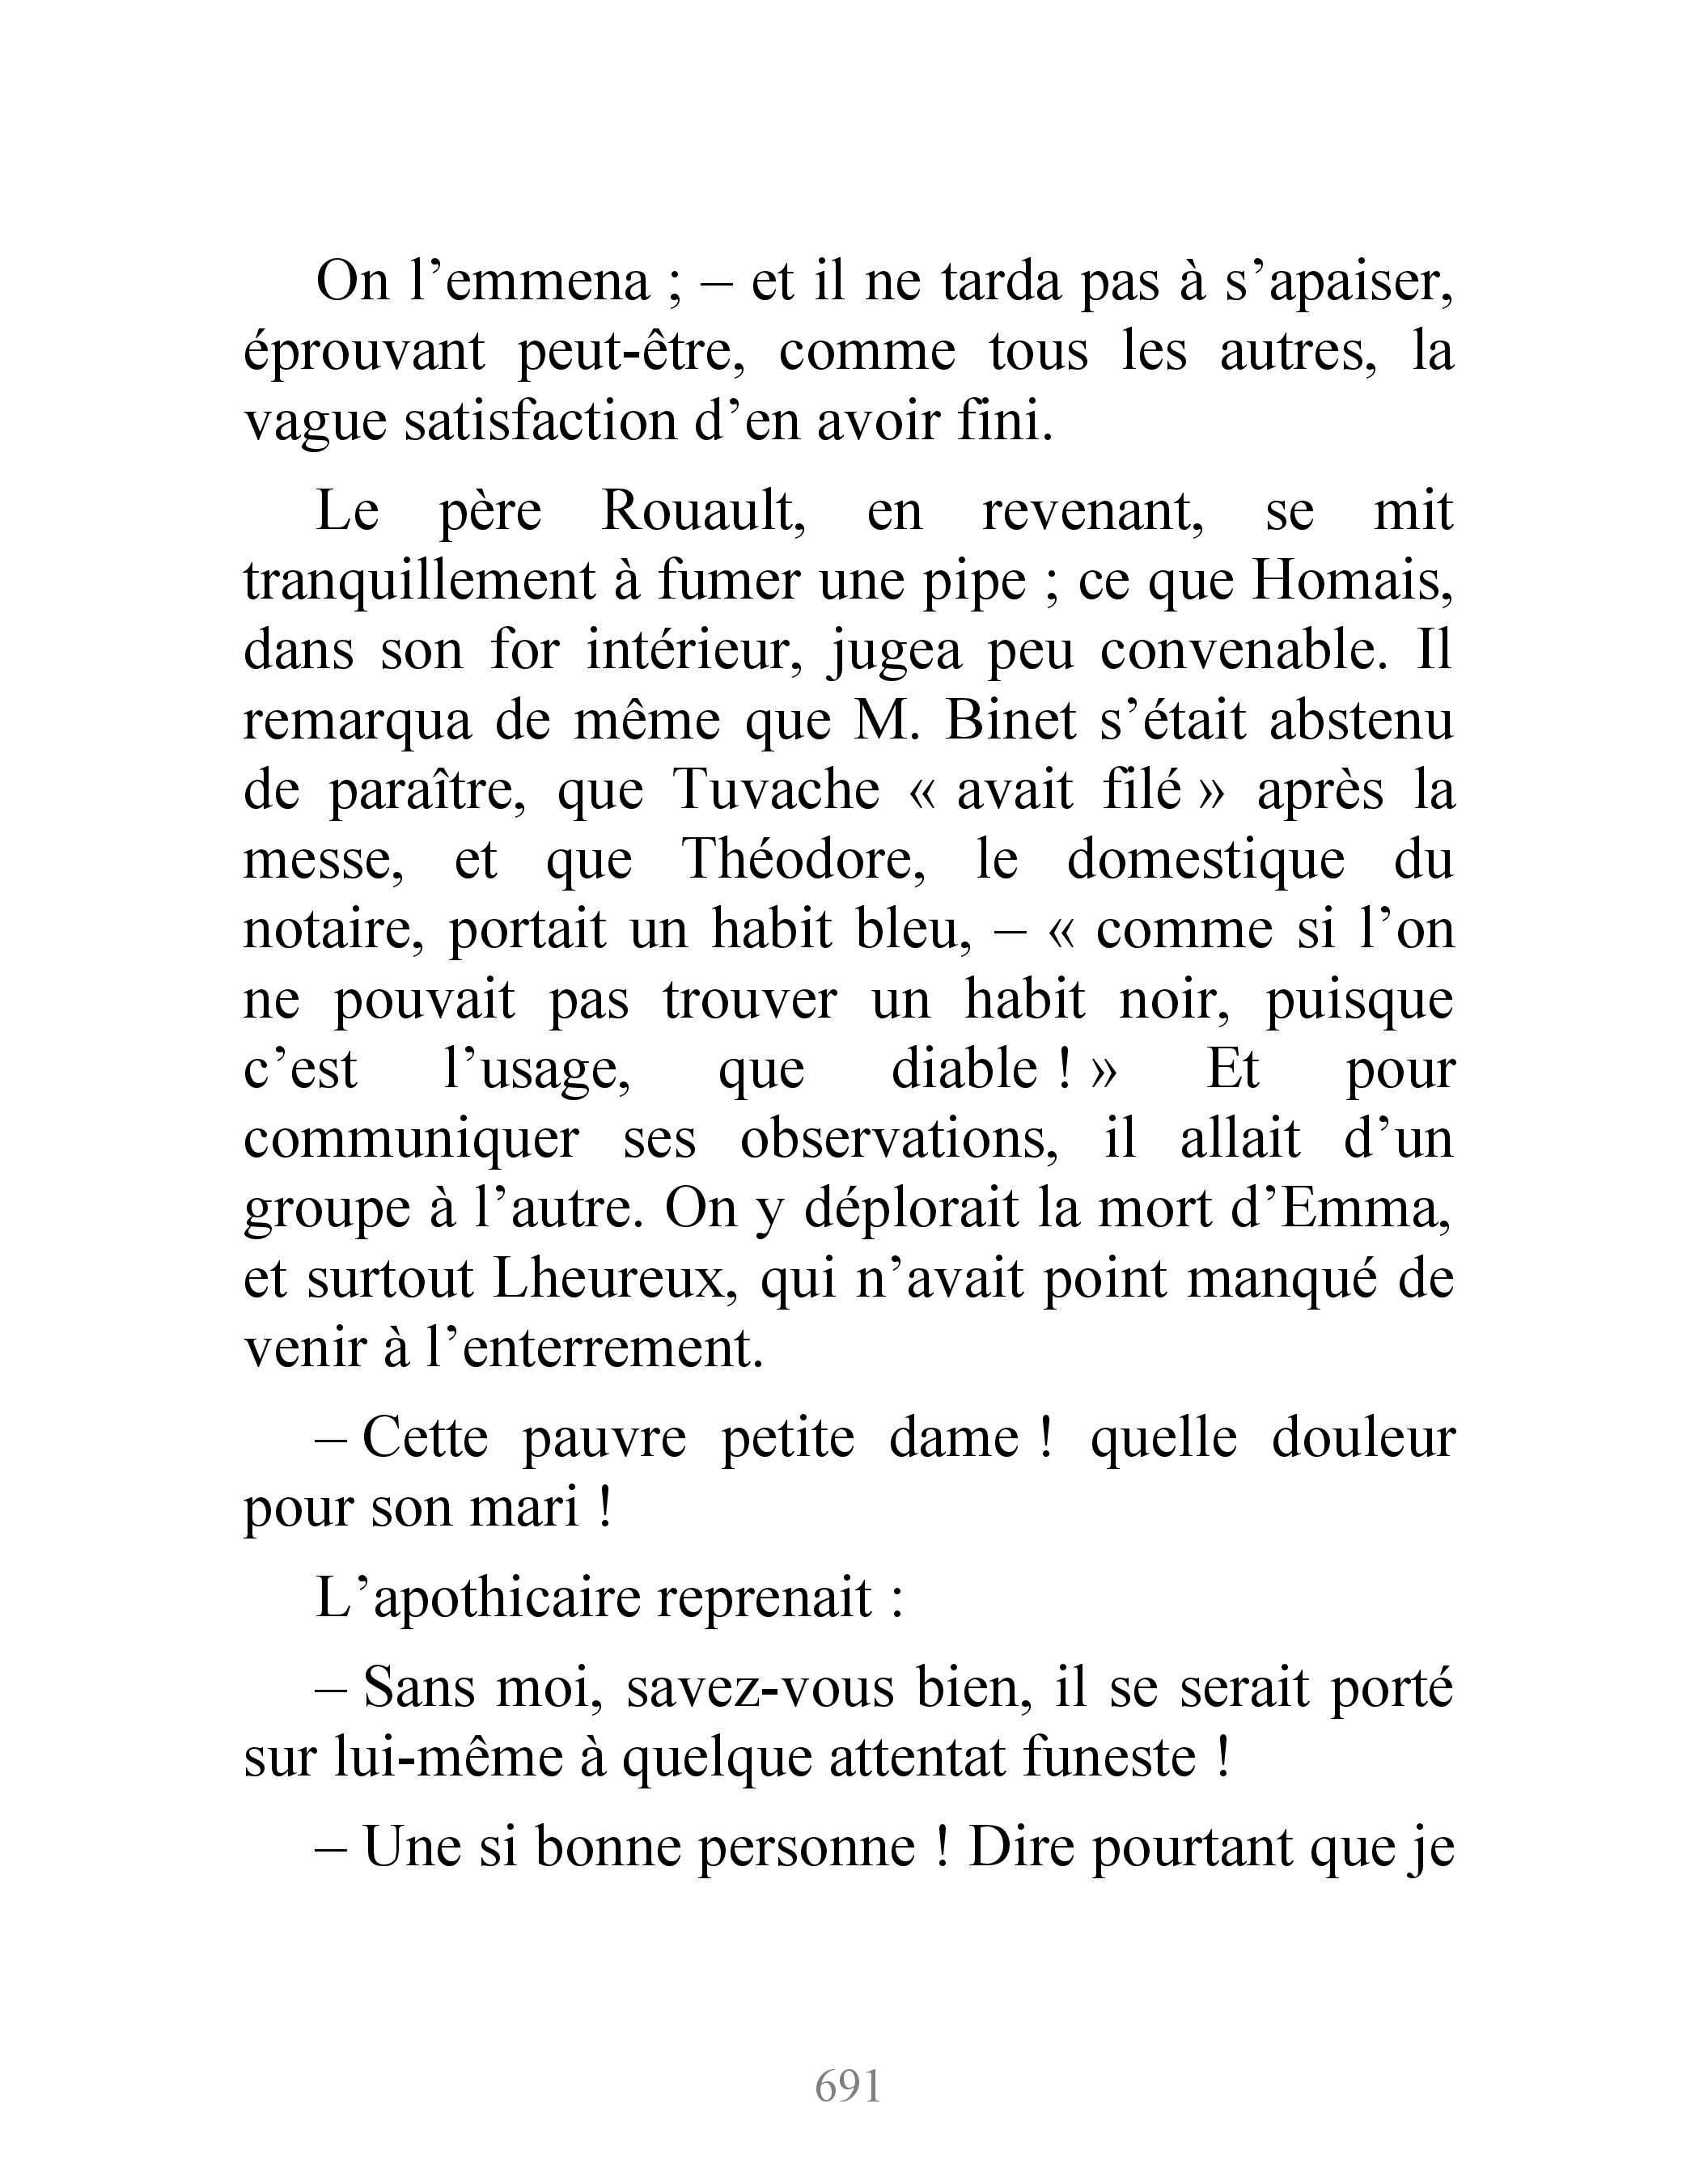 On l’emmena ; – et il ne tarda pas à s’apaiser,
éprouvant peut-être, comme tous les autres, la
vague satisfaction d’en avoir fini.
Le père Rouault, en revenant, se mit
tranquillement à fumer une pipe ; ce que Homais,
dans son for intérieur, jugea peu convenable. Il
remarqua de même que M. Binet s’était abstenu
de paraître, que Tuvache « avait filé » après la
messe, et que Théodore, le domestique du
notaire, portait un habit bleu, – « comme si l’on
ne pouvait pas trouver un habit noir, puisque
c’est l’usage, que diable ! » Et pour
communiquer ses observations, il allait d’un
groupe à l’autre. On y déplorait la mort d’Emma,
et surtout Lheureux, qui n’avait point manqué de
venir à l’enterrement.
– Cette pauvre petite dame ! quelle douleur
pour son mari !
L’apothicaire reprenait :
– Sans moi, savez-vous bien, il se serait porté
sur lui-même à quelque attentat funeste !
– Une si bonne personne ! Dire pourtant que je
691